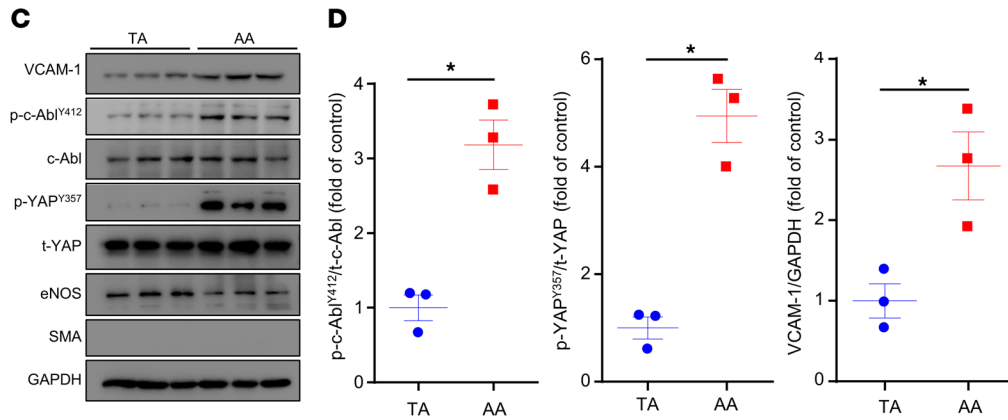 C
TA AA
VCAM-1
p-c-Abl^Y412
c-Abl
p-YAP^Y357
t-YAP
eNOS
SMA
GAPDH
D
p-c-Abl^Y412/t-c-Abl (fold of control)
4
3
2
1
0
*
TA AA
p-YAP^Y357/t-YAP (fold of control)
6
4
2
0
*
TA AA
VCAM-1/GAPDH (fold of control)
4
3
2
1
0
*
TA AA